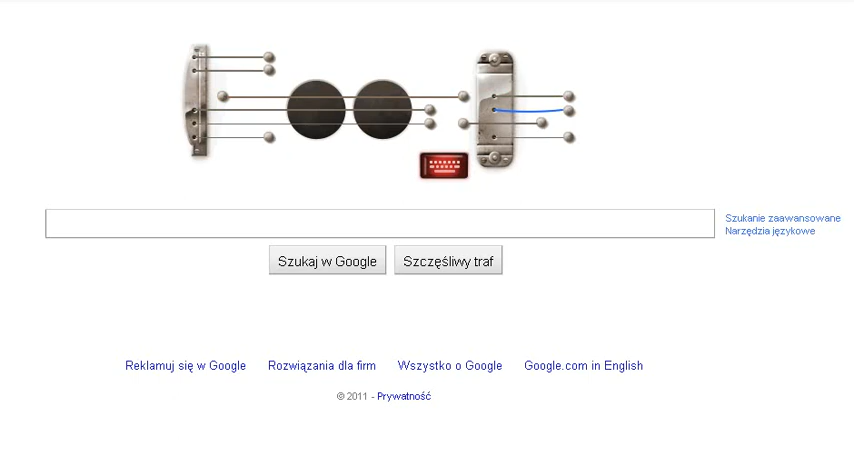 Szukanie zaawansowane
Narzędzia językowe
Szukaj w Google
Szczęśliwy traf
Reklamuj się w Google
Rozwiązania dla firm
Wszystko o Google
Google.com in English
© 2011 - Prywatność